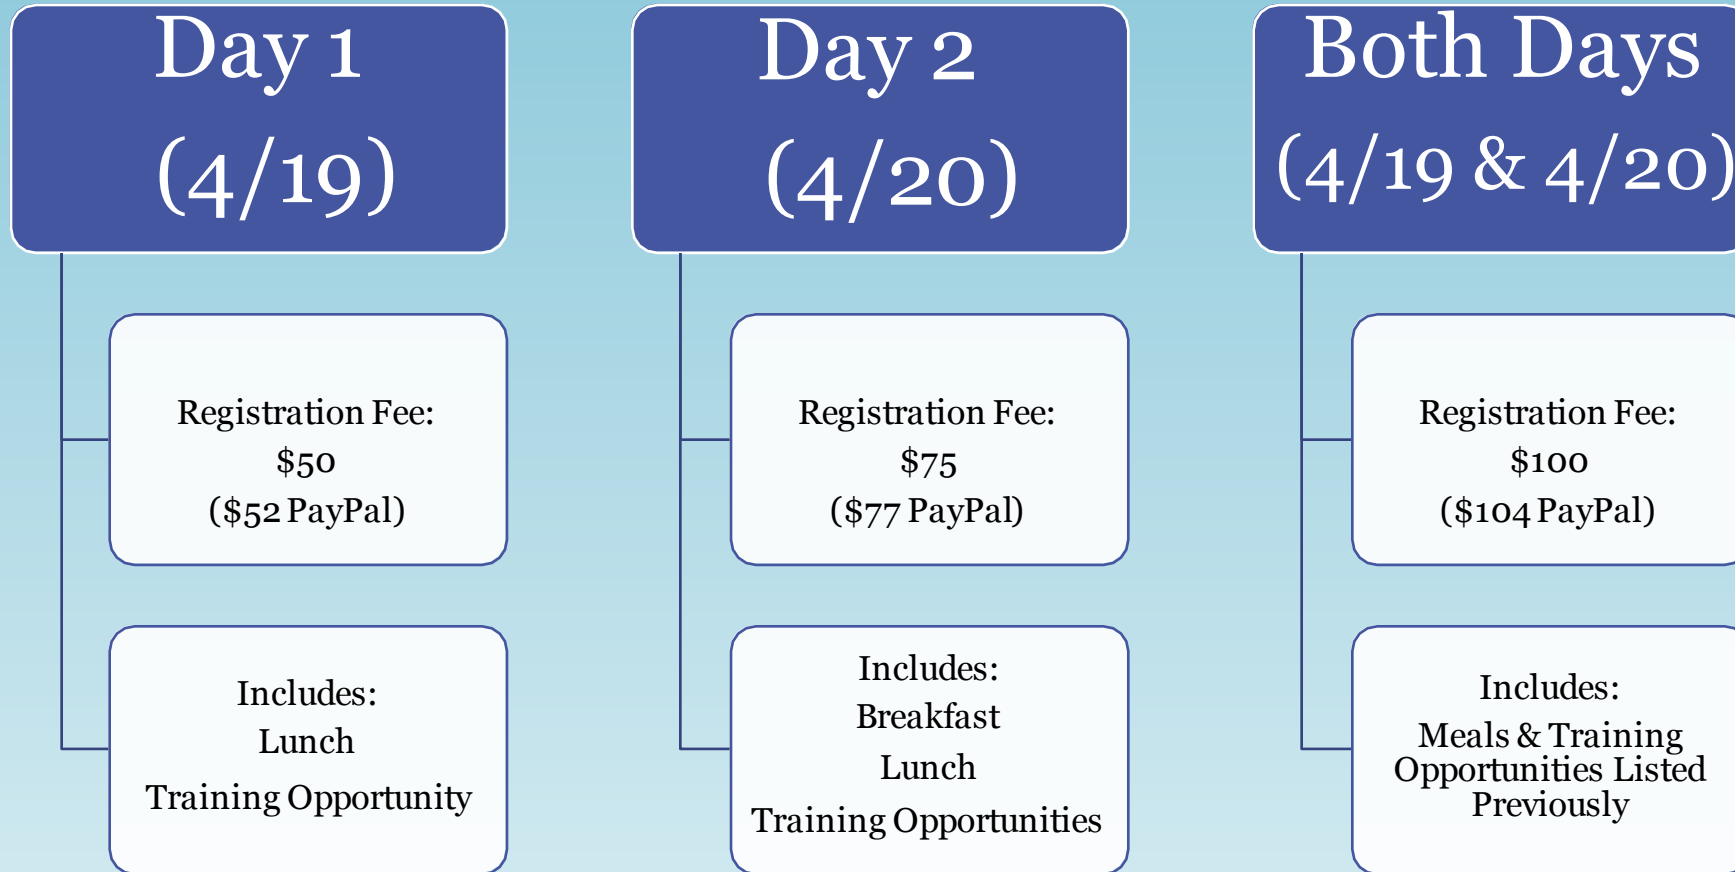 Day 1
(4/19)
Registration Fee:
$50
($52 PayPal)
Includes:
Lunch
Training Opportunity
Day 2
(4/20)
Registration Fee:
$75
($77 PayPal)
Includes:
Breakfast
Lunch
Training Opportunities
Both Days
(4/19 & 4/20)
Registration Fee:
$100
($104 PayPal)
Includes:
Meals & Training
Opportunities Listed
Previously